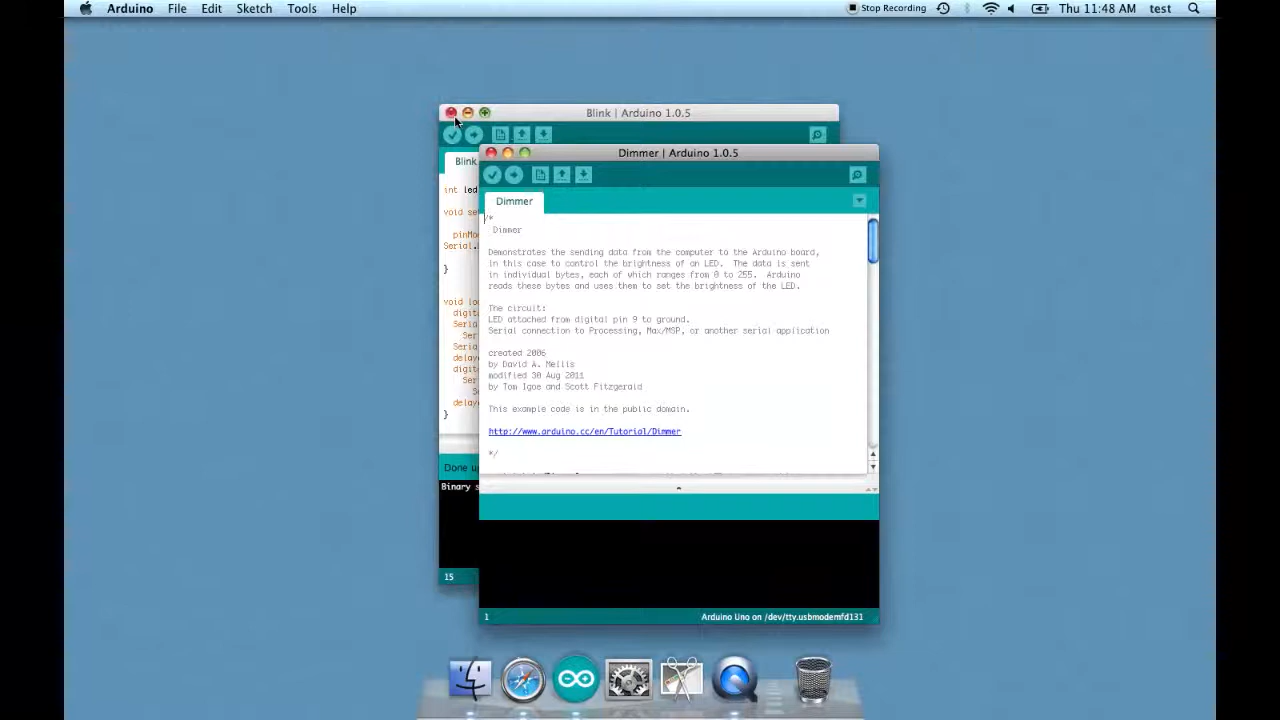 Arduino File Edit Sketch Tools Help Stop Recording Thu 11:48 AM test
Blink | Arduino 1.0.5
Blink
int led
void se
pinMo
Serial.
}
void lo
digit
Seria
Ser
Seria
delay
digit
Seria
delay
}
Binary s
15
Dimmer | Arduino 1.0.5
Dimmer
/*
Dimmer
Demonstrates the sending data from the computer to the Arduino board,
in this case to control the brightness of an LED. The data is sent
in individual bytes, each of which ranges from 0 to 255. Arduino
reads these bytes and uses them to set the brightness of the LED.
The circuit:
LED attached from digital pin 9 to ground.
Serial connection to Processing, Max/MSP, or another serial application
created 2006
by David A. Mellis
modified 30 Aug 2011
by Tom Igoe and Scott Fitzgerald
This example code is in the public domain.
http://www.arduino.cc/en/Tutorial/Dimmer
*/
1 Arduino Uno on /dev/tty.usbmodemfd131